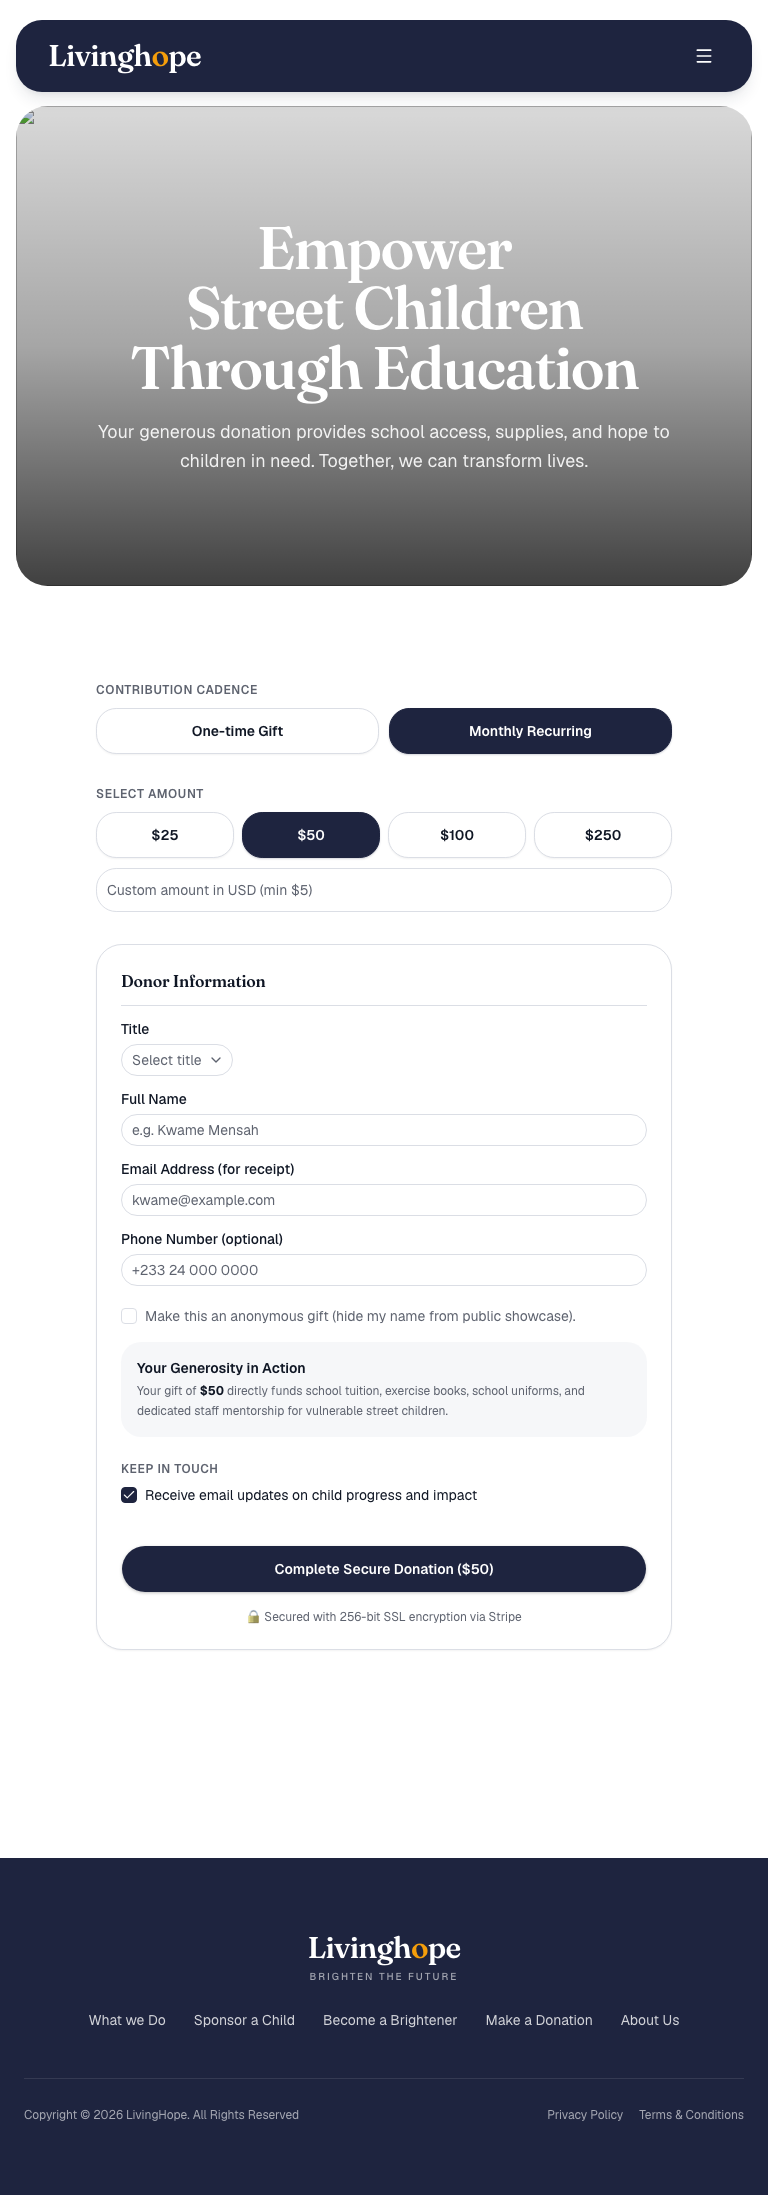 Livinghope
Empower
Street Children
Through Education
Your generous donation provides school access, supplies, and hope to
children in need. Together, we can transform lives.
CONTRIBUTION CADENCE
One-time Gift
Monthly Recurring
SELECT AMOUNT
$25
$50
$100
$250
Custom amount in USD (min $5)
Donor Information
Title
Select title
Full Name
e.g. Kwame Mensah
Email Address (for receipt)
kwame@example.com
Phone Number (optional)
+233 24 000 0000
Make this an anonymous gift (hide my name from public showcase).
Your Generosity in Action
Your gift of $50 directly funds school tuition, exercise books, school uniforms, and
dedicated staff mentorship for vulnerable street children.
KEEP IN TOUCH
Receive email updates on child progress and impact
Complete Secure Donation ($50)
🔒 Secured with 256-bit SSL encryption via Stripe
Livinghope
BRIGHTEN THE FUTURE
What we Do
Sponsor a Child
Become a Brightener
Make a Donation
About Us
Copyright © 2026 LivingHope. All Rights Reserved
Privacy Policy
Terms & Conditions